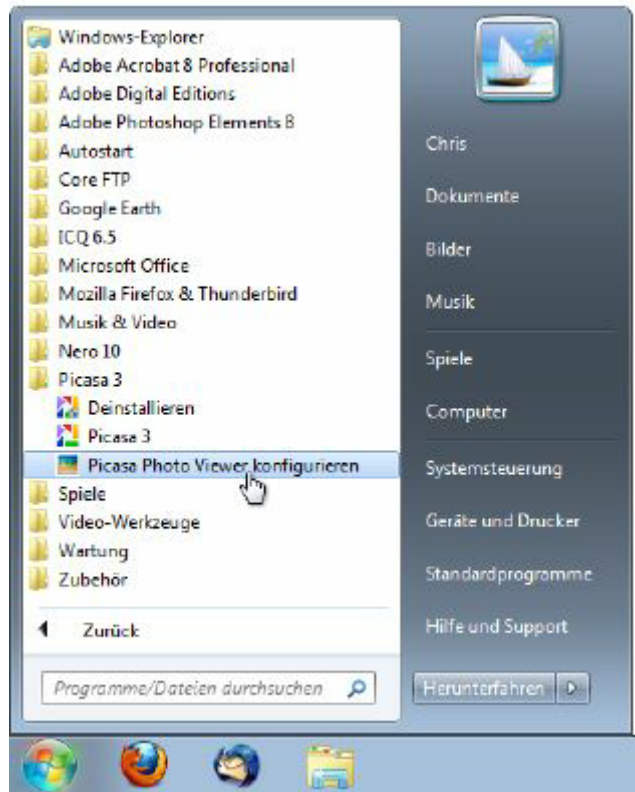 Windows-Explorer
Adobe Acrobat 8 Professional
Adobe Digital Editions
Adobe Photoshop Elements 8
Autostart
Core FTP
Google Earth
ICQ 6.5
Microsoft Office
Mozilla Firefox & Thunderbird
Musik & Video
Nero 10
Picasa 3
Deinstallieren
Picasa 3
Picasa Photo Viewer konfigurieren
Spiele
Video-Werkzeuge
Wartung
Zubehör
Zurück
Programme/Dateien durchsuchen
Chris
Dokumente
Bilder
Musik
Spiele
Computer
Systemsteuerung
Geräte und Drucker
Standardprogramme
Hilfe und Support
Herunterfahren